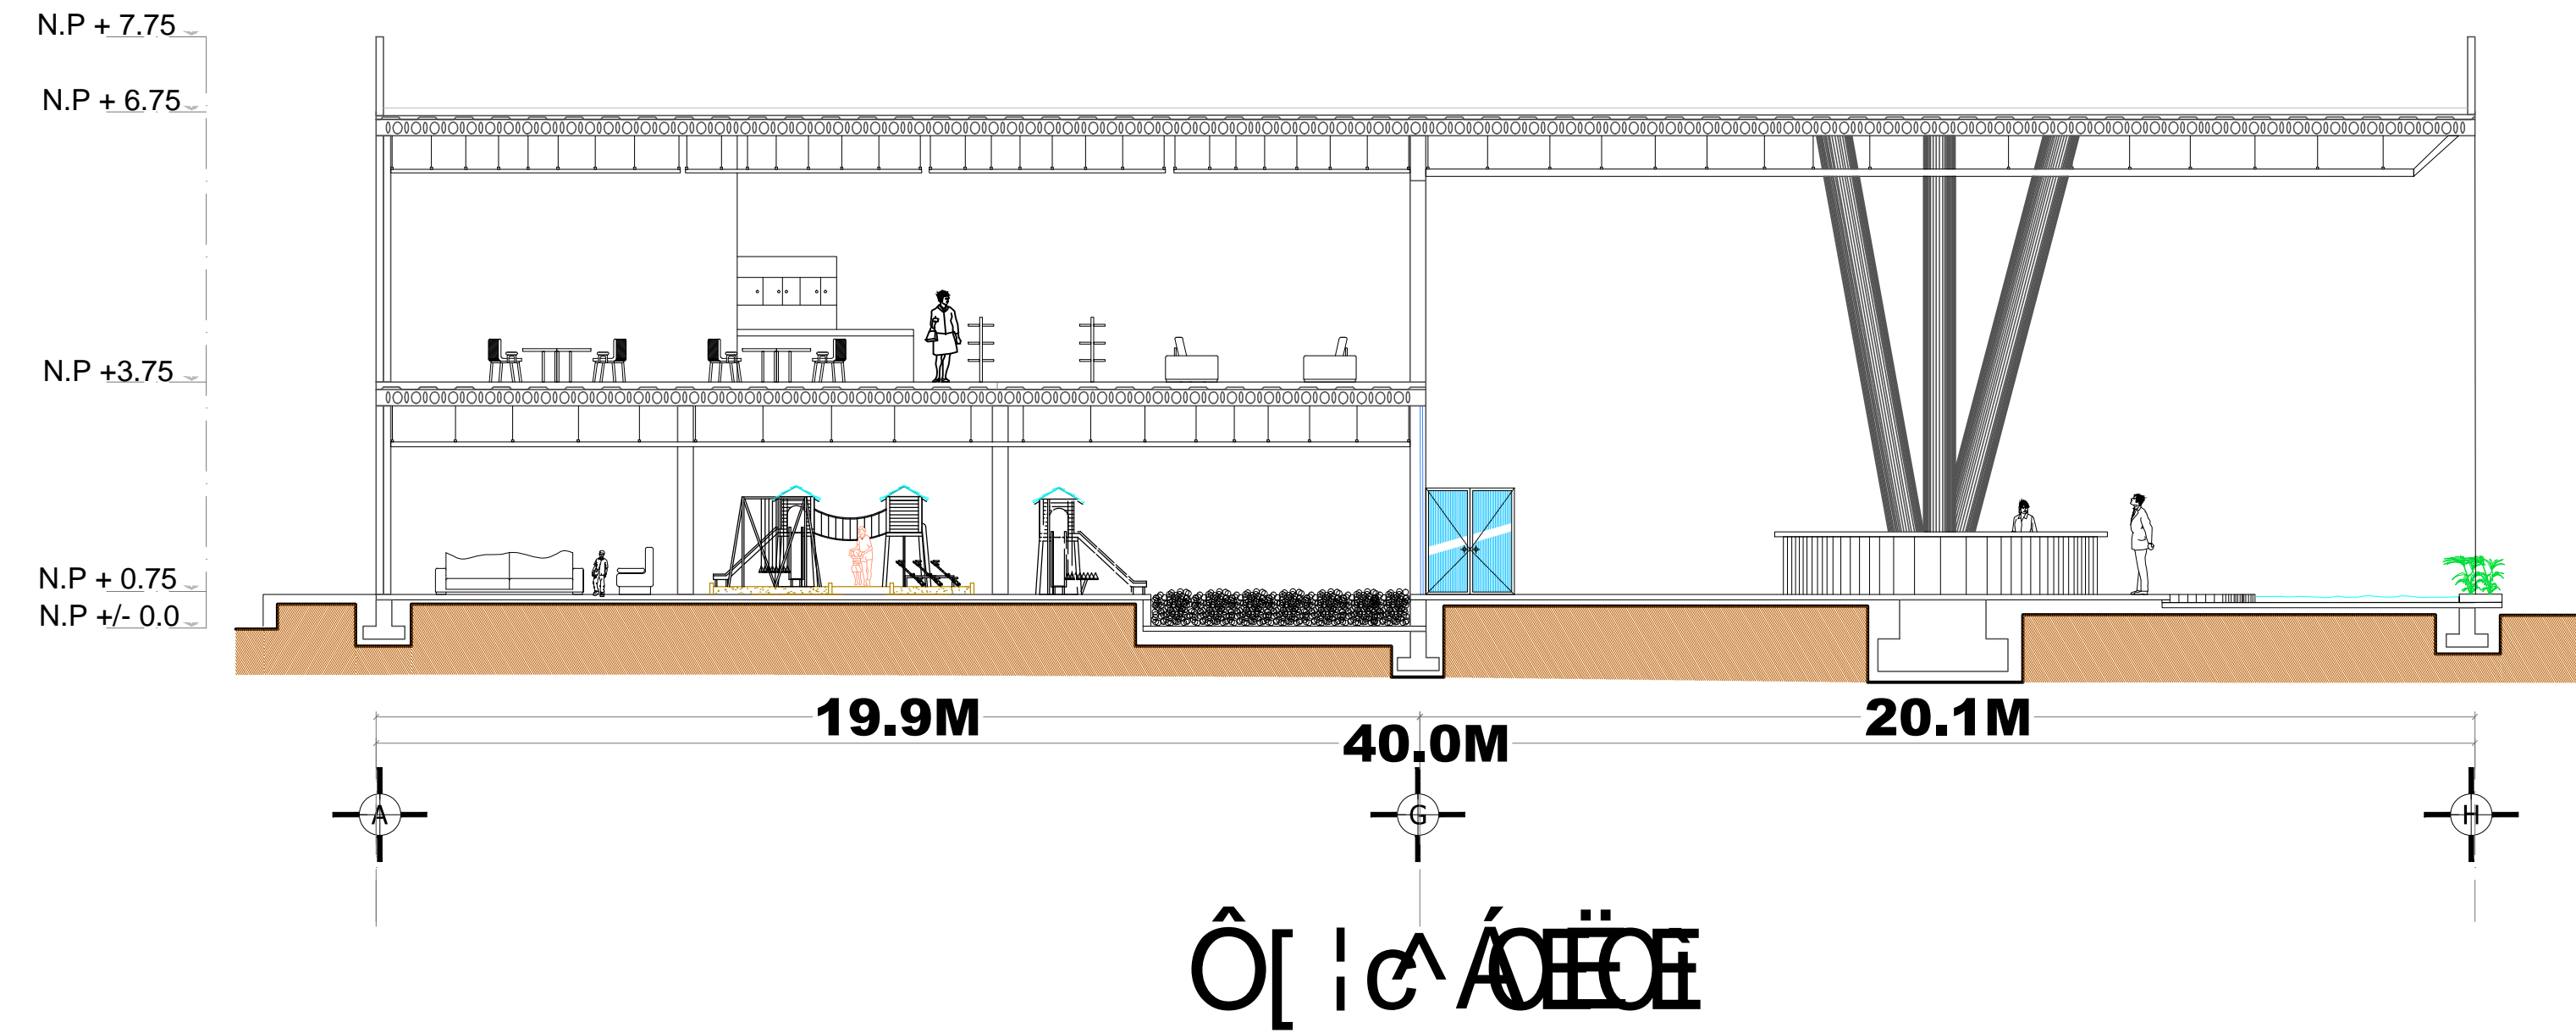 N.P + 7.75
N.P + 6.75
N.P +3.75
N.P + 0.75
N.P +/- 0.0
19.9M
20.1M
40.0M
A
G
H